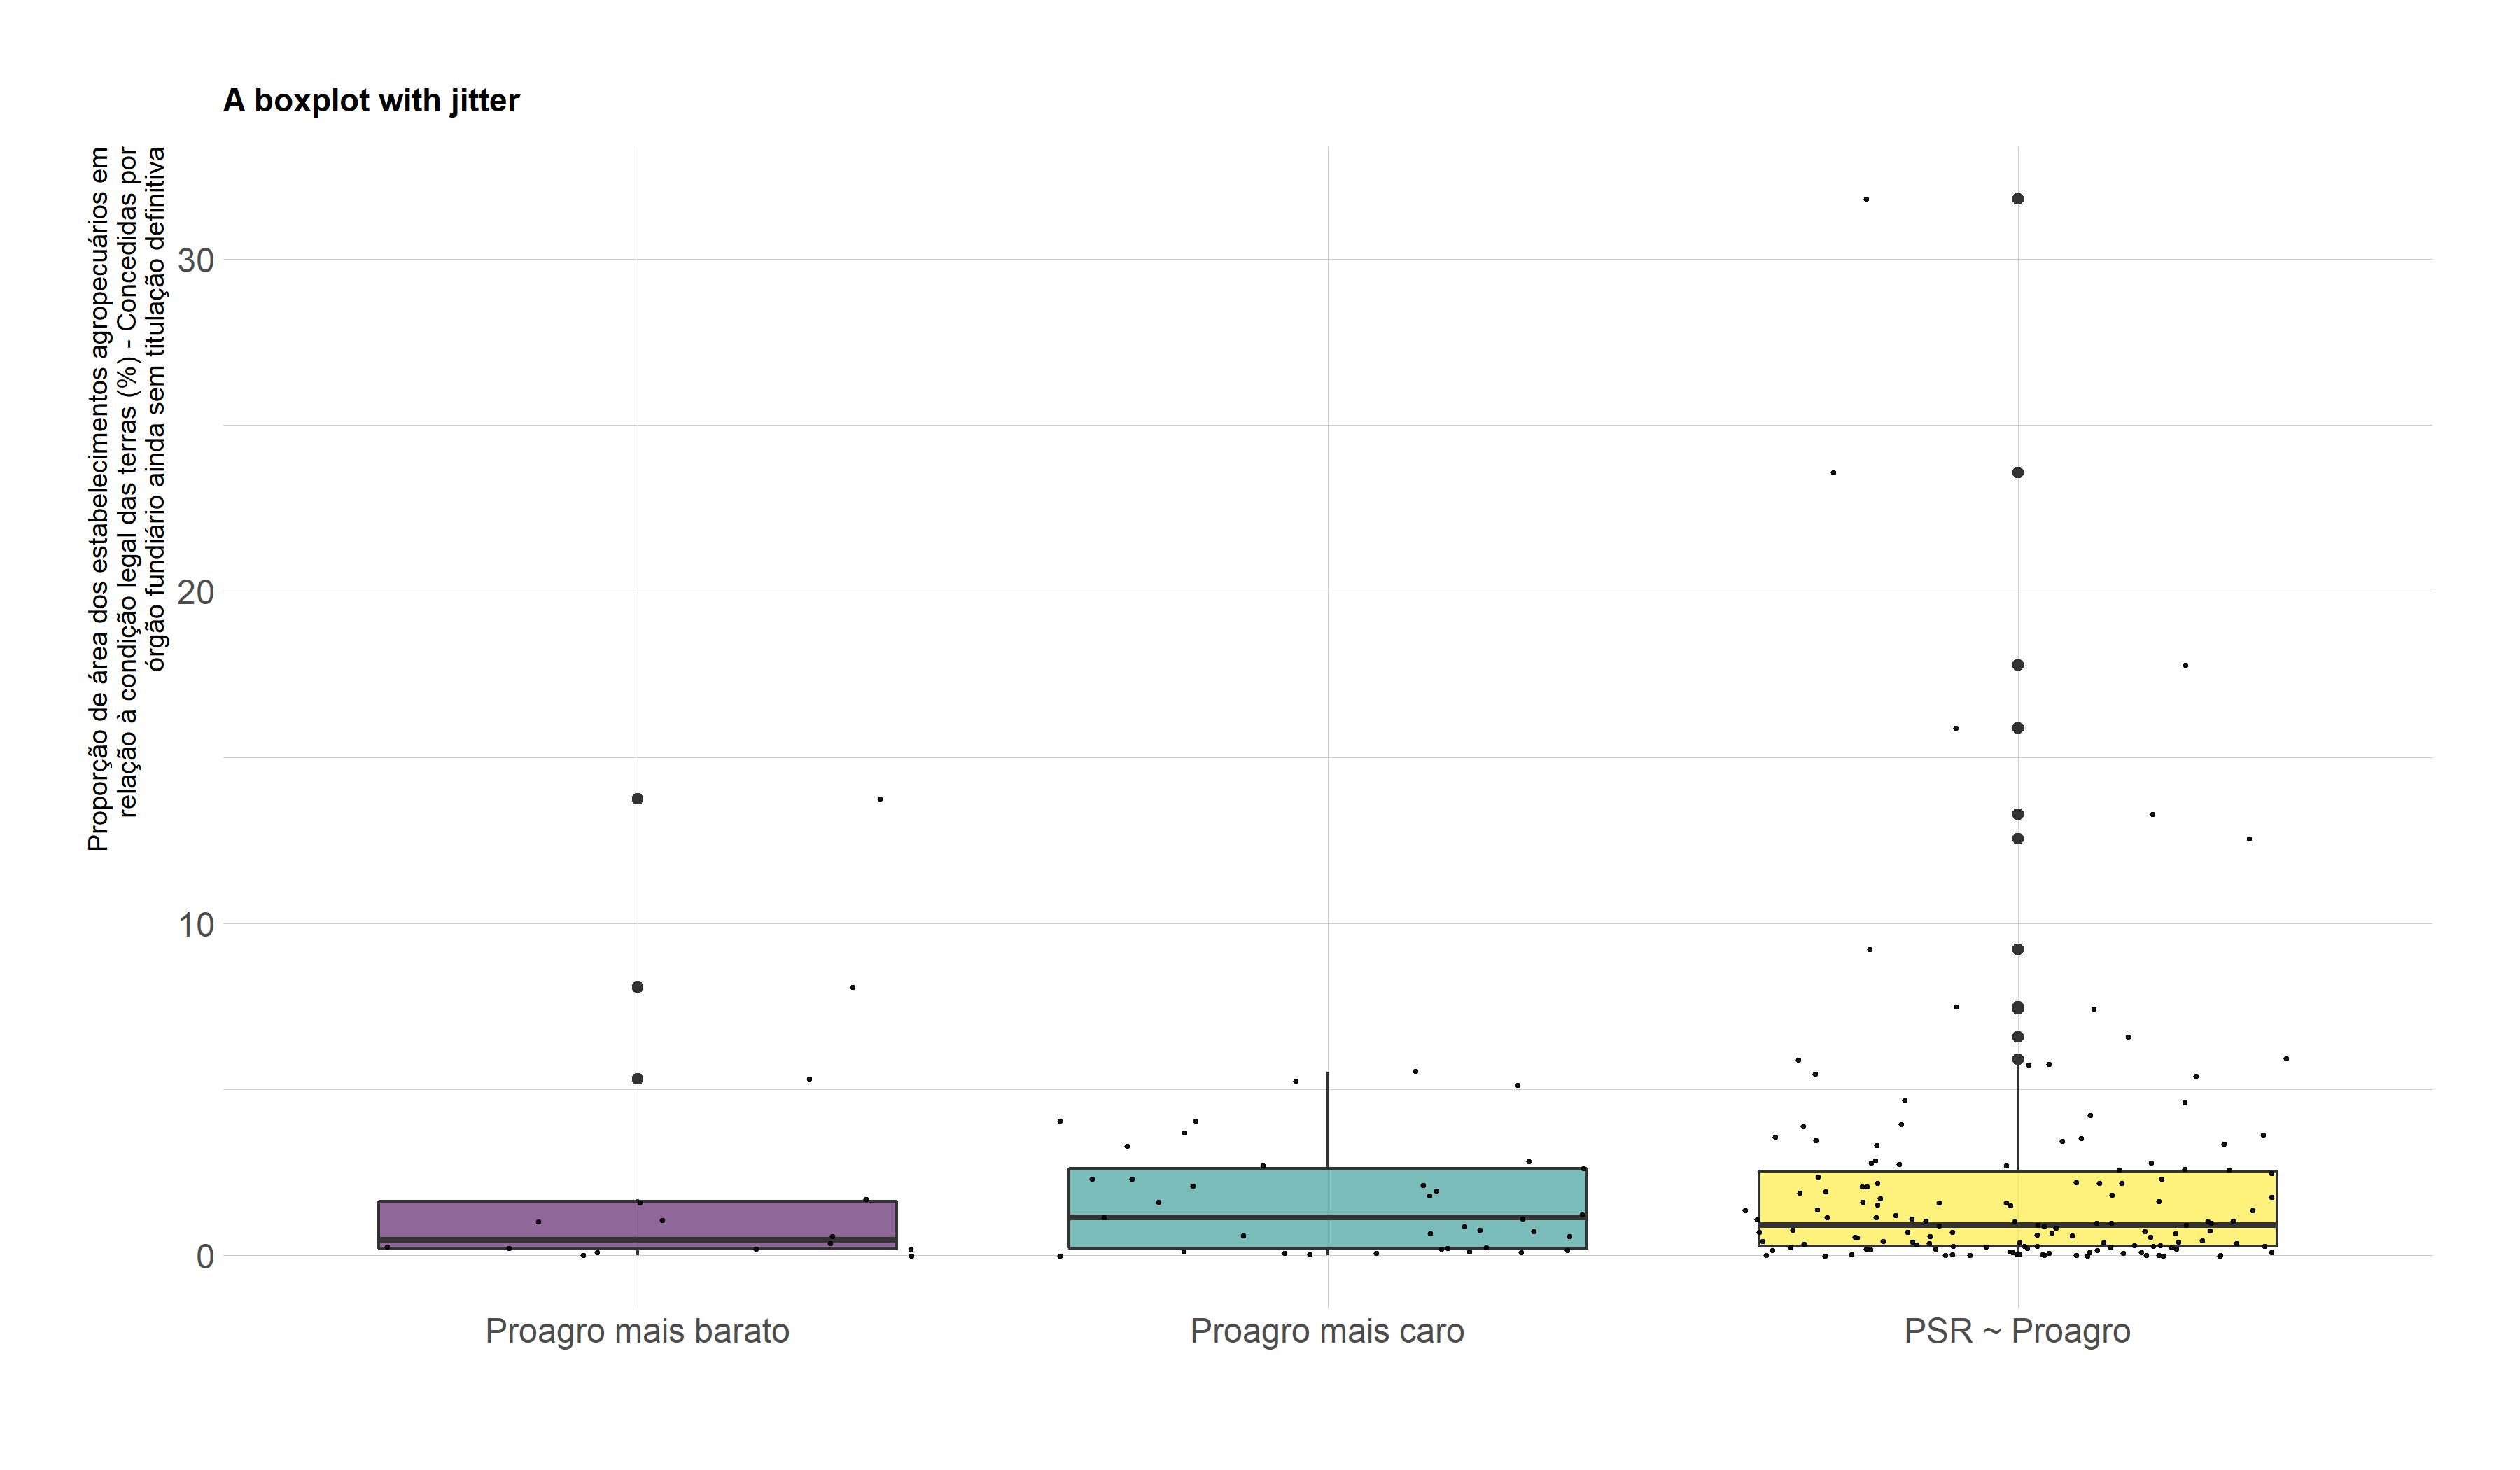 A boxplot with jitter
Proporção de área dos estabelecimentos agropecuários em
relação à condição legal das terras (%) - Concedidas por
órgão fundiário ainda sem titulação definitiva
30
20
10
0
Proagro mais barato
Proagro mais caro
PSR ~ Proagro